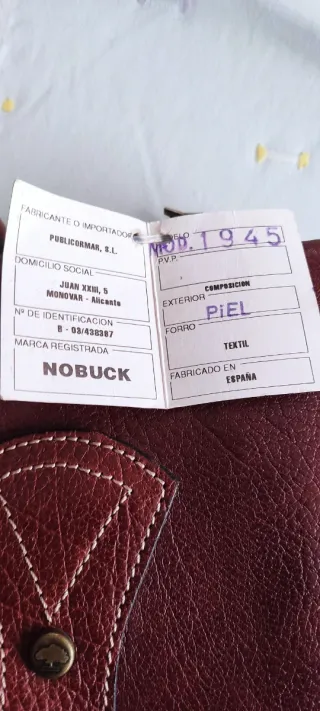 FABRICANTE O IMPORTADOR
PUBLICORMAR, S.L.
DOMICILIO SOCIAL
JUAN XXIII, 5
MONOVAR - Alicante
Nº DE IDENTIFICACION
B - 03/438387
MARCA REGISTRADA
NOBUCK
MOD. 1945
P.V.P.
COMPOSICION
EXTERIOR
PiEL
FORRO
TEXTIL
FABRICADO EN
ESPAÑA